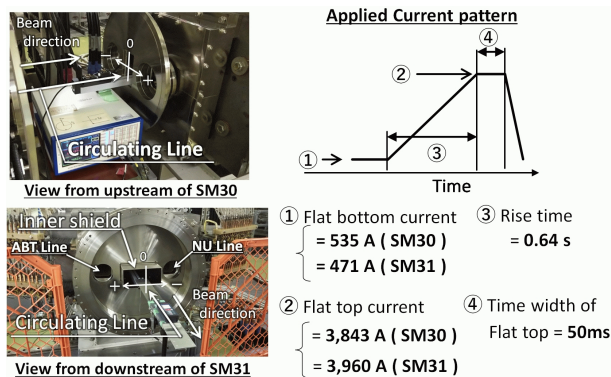 Beam
direction
0
−
+
Circulating Line
View from upstream of SM30
Inner shield
ABT Line
0
NU Line
+
−
Beam
direction
Circulating Line
View from downstream of SM31
Applied Current pattern
④
②
③
①
Time
① Flat bottom current
= 535 A ( SM30 )
= 471 A ( SM31 )
③ Rise time
= 0.64 s
② Flat top current
= 3,843 A ( SM30 )
= 3,960 A ( SM31 )
④ Time width of
Flat top = 50ms